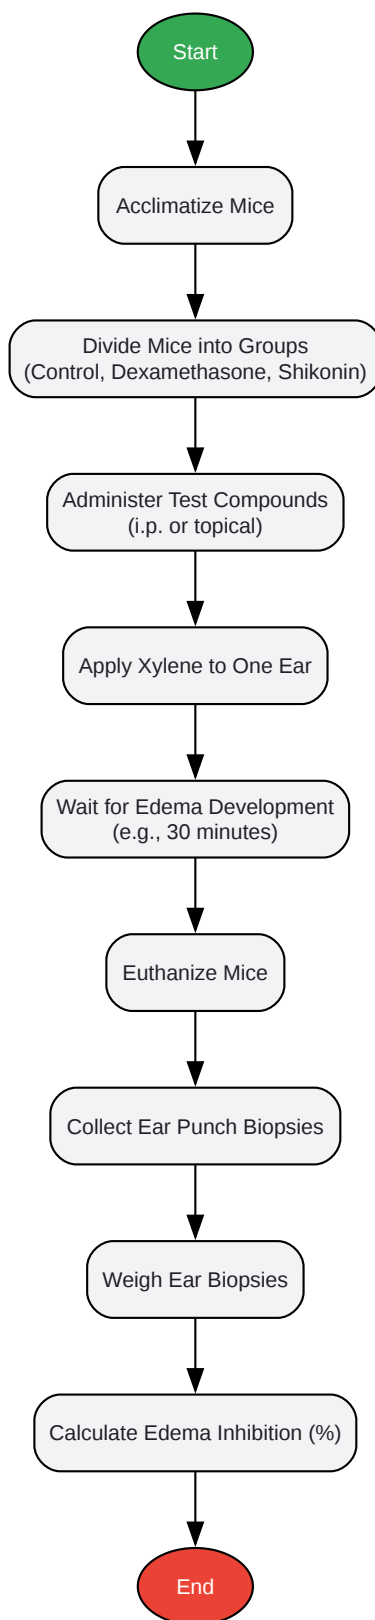 Start
Acclimatize Mice
Divide Mice into Groups
(Control, Dexamethasone, Shikonin)
Administer Test Compounds
(i.p. or topical)
Apply Xylene to One Ear
Wait for Edema Development
(e.g., 30 minutes)
Euthanize Mice
Collect Ear Punch Biopsies
Weigh Ear Biopsies
Calculate Edema Inhibition (%)
End